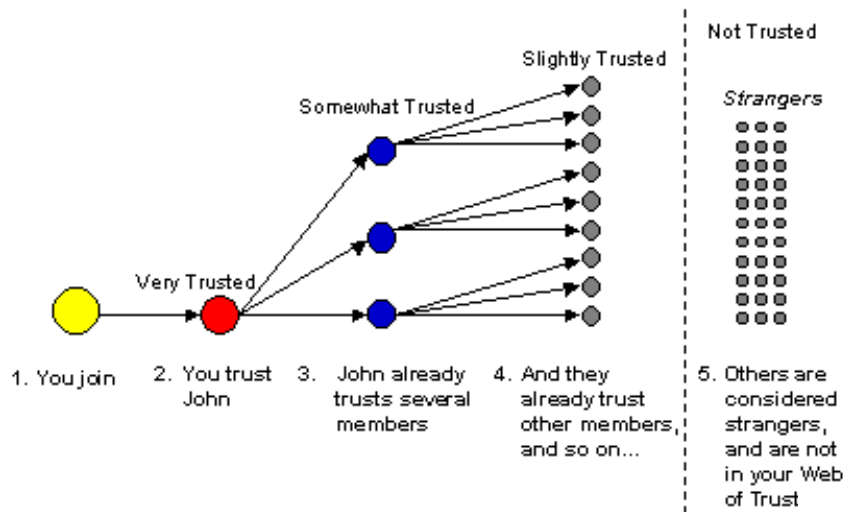 Not Trusted
Slightly Trusted
Strangers
Somewhat Trusted
Very Trusted
1. You join
2. You trust
John
3. John already
trusts several
members
4. And they
already trust
other members,
and so on...
5. Others are
considered
strangers,
and are not
in your Web
of Trust